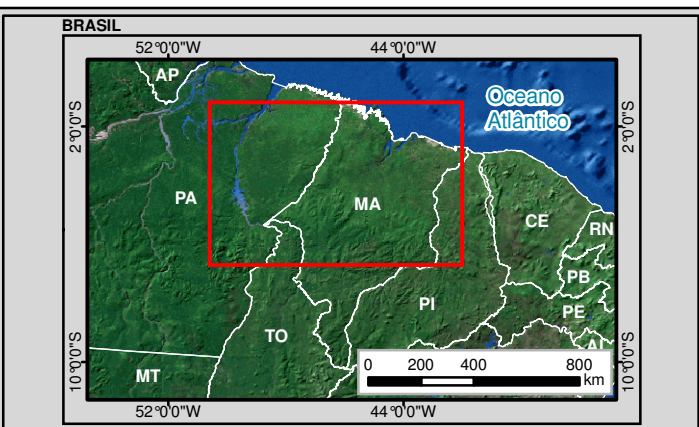 BRASIL
52°0'0"W 44°0'0"W
AP
Oceano
Atlântico
2°0'0"S 2°0'0"S
PA
MA
CE
RN
PB
PI
PE
TO
AL
MT
10°0'0"S 10°0'0"S
0 200 400 800
km
52°0'0"W 44°0'0"W